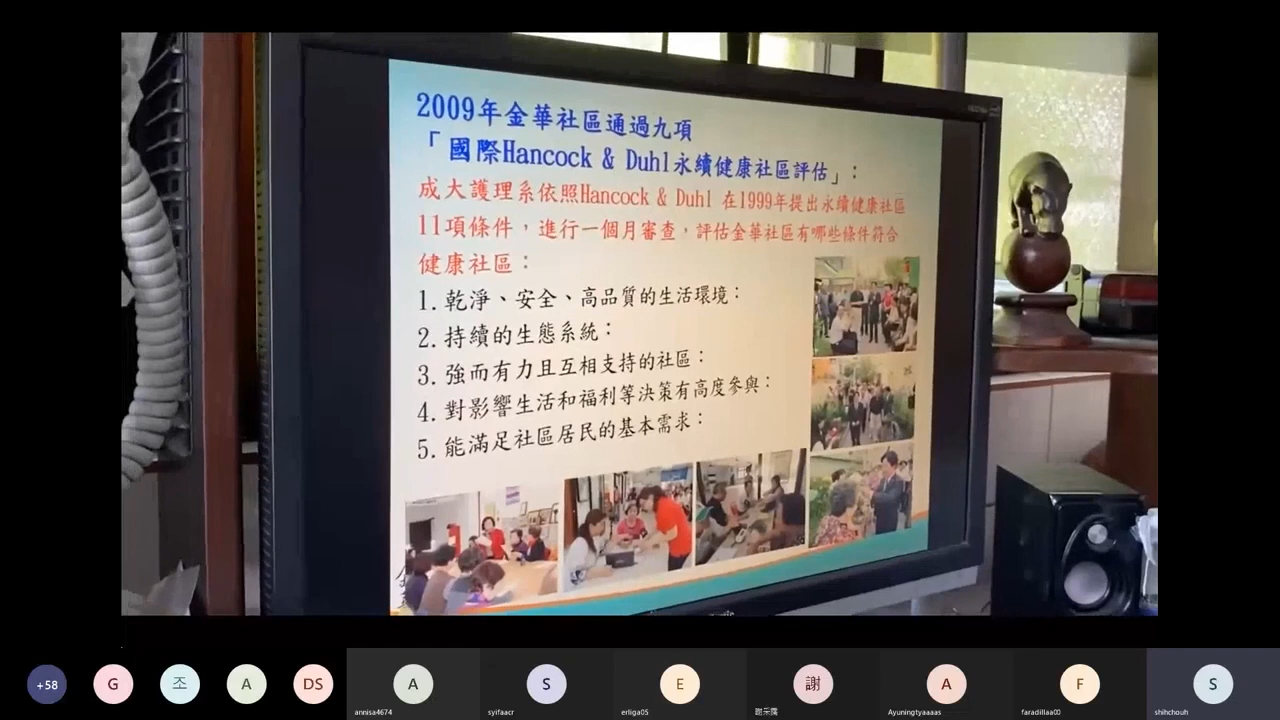 2009年金華社區通過九項
「國際Hancock & Duhl永續健康社區評估」：
成大護理系依照Hancock & Duhl 在1999年提出永續健康社區
11項條件，進行一個月審查，評估金華社區有哪些條件符合
健康社區：
1. 乾淨、安全、高品質的生活環境：
2. 持續的生態系統：
3. 強而有力且互相支持的社區：
4. 對影響生活和福利等決策有高度參與：
5. 能滿足社區居民的基本需求：
+58
G
조
A
DS
A
S
E
謝
A
F
S
annisa4674
syifaacr
erliga05
謝采霈
Ayuningtyaaaas
faradillaa00
shihchouh